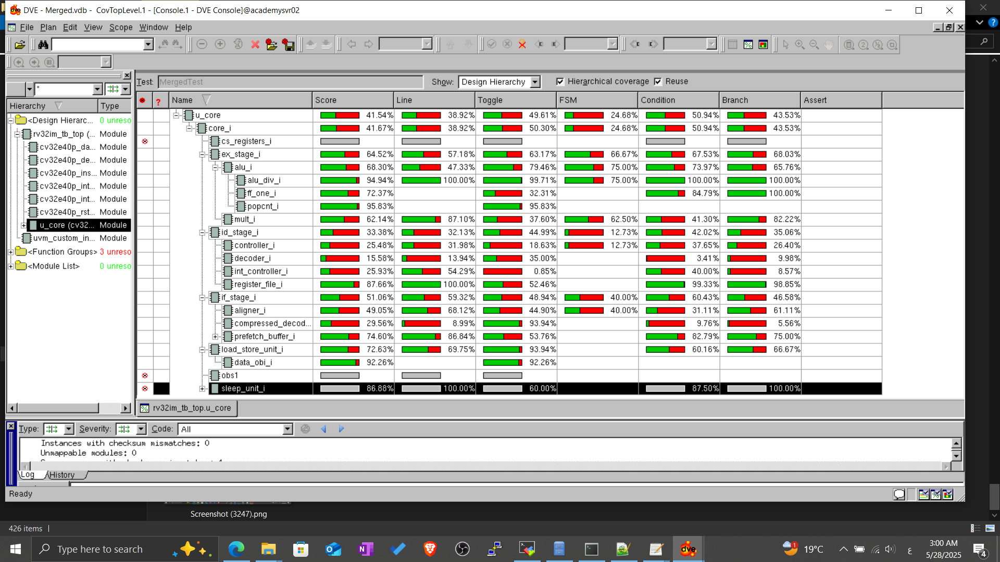 DVE - Merged.vdb - CovTopLevel.1 - [Console.1 - DVE Console]@academysvr02
File Plan Edit View Scope Window Help
Test: MergedTest Show: Design Hierarchy Hierarchical coverage Reuse
*
Hierarchy Type
<Design Hierarc... 0 unreso
rv32im_tb_top (... Module
cv32e40p_da... Module
cv32e40p_de... Module
cv32e40p_ins... Module
cv32e40p_int... Module
cv32e40p_int... Module
cv32e40p_rst... Module
u_core (cv32... Module
uvm_custom_in... Module
<Function Groups> 3 unreso
<Module List> 0 unreso
? Name Score Line Toggle FSM Condition Branch Assert
u_core 41.54% 38.92% 49.61% 24.68% 50.94% 43.53%
core_i 41.67% 38.92% 50.30% 24.68% 50.94% 43.53%
cs_registers_i
ex_stage_i 64.52% 57.18% 63.17% 66.67% 67.53% 68.03%
alu_i 68.30% 47.33% 79.46% 75.00% 73.97% 65.76%
alu_div_i 94.94% 100.00% 99.71% 75.00% 100.00% 100.00%
ff_one_i 72.37% 32.31% 84.79% 100.00%
popcnt_i 95.83% 95.83%
mult_i 62.14% 87.10% 37.60% 62.50% 41.30% 82.22%
id_stage_i 33.38% 32.13% 44.99% 12.73% 42.02% 35.06%
controller_i 25.48% 31.98% 18.63% 12.73% 37.65% 26.40%
decoder_i 15.58% 13.94% 35.00% 3.41% 9.98%
int_controller_i 25.93% 54.29% 0.85% 40.00% 8.57%
register_file_i 87.66% 100.00% 52.46% 99.33% 98.85%
if_stage_i 51.06% 59.32% 48.94% 40.00% 60.43% 46.58%
aligner_i 49.05% 68.12% 44.90% 40.00% 31.11% 61.11%
compressed_decod... 29.56% 8.99% 93.94% 9.76% 5.56%
prefetch_buffer_i 74.60% 86.84% 53.76% 82.79% 75.00%
load_store_unit_i 72.63% 69.75% 93.94% 60.16% 66.67%
data_obi_i 92.26% 92.26%
obs1
sleep_unit_i 86.88% 100.00% 60.00% 87.50% 100.00%
rv32im_tb_top.u_core
Type: Severity: Code: All
Instances with checksum mismatches: 0
Unmappable modules: 0
Log History
Ready
Screenshot (3247).png
426 items
Type here to search
1
19°C
ع
3:00 AM
5/28/2025
4